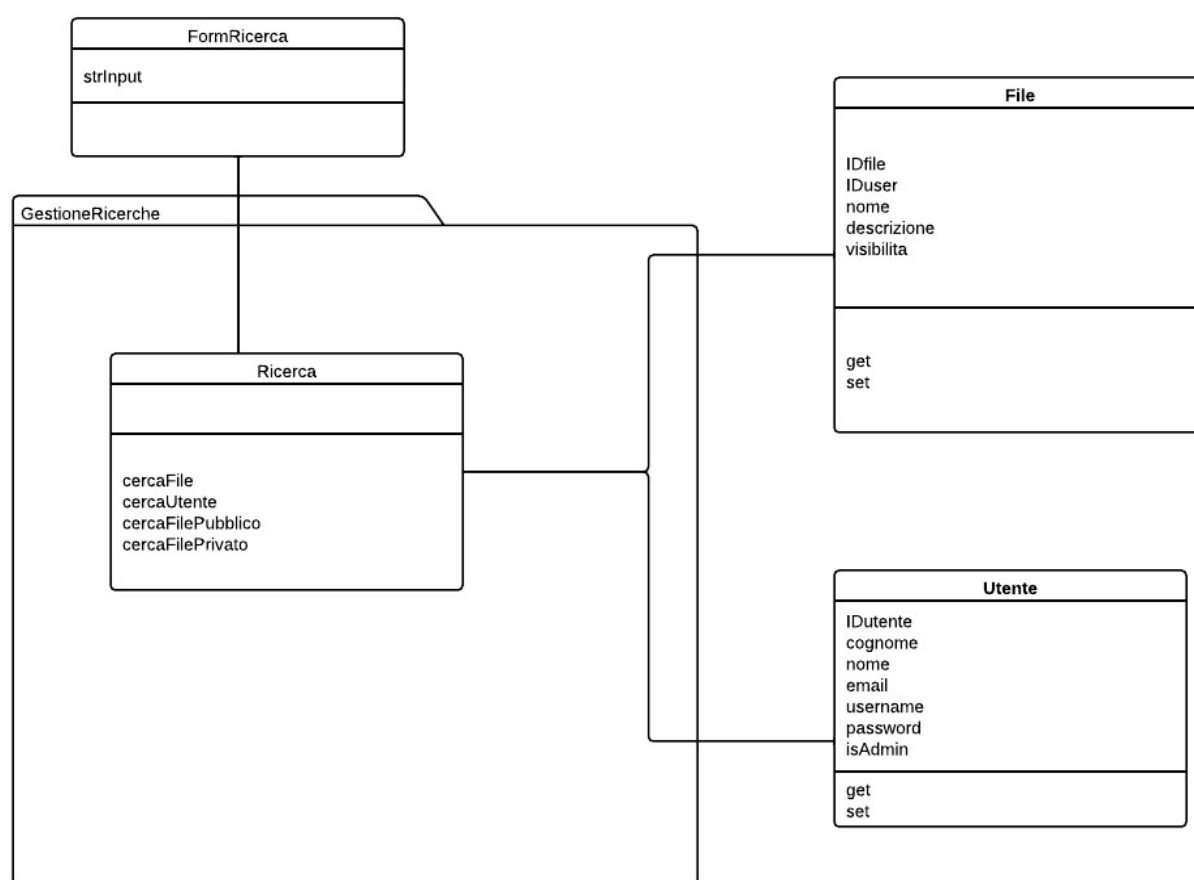 FormRicerca
strInput
GestioneRicerche
Ricerca
cercaFile
cercaUtente
cercaFilePubblico
cercaFilePrivato
File
IDfile
IDuser
nome
descrizione
visibilita
get
set
Utente
IDutente
cognome
nome
email
username
password
isAdmin
get
set